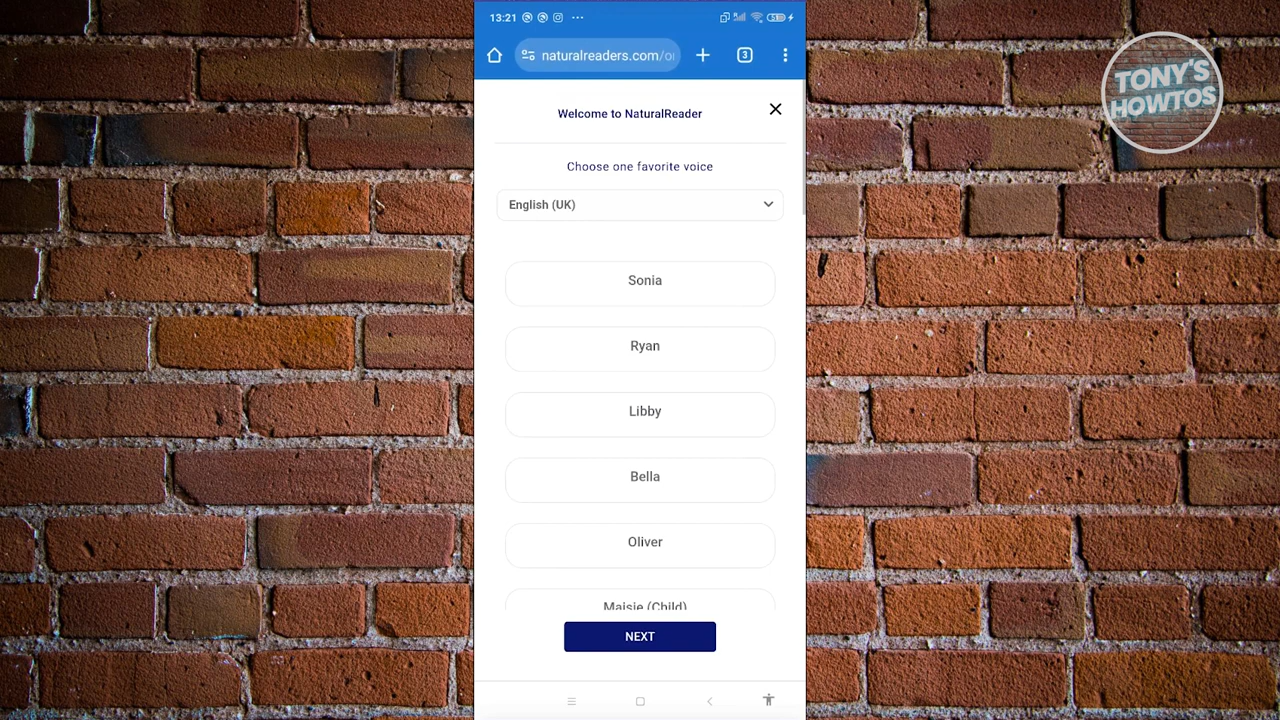 13:21
naturalreaders.com/o
3
TONY'S
HOWTOS
Welcome to NaturalReader
Choose one favorite voice
English (UK)
Sonia
Ryan
Libby
Bella
Oliver
Maisie (Child)
NEXT